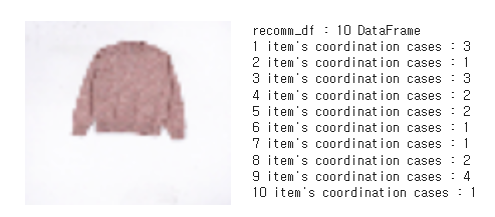 recomm_df : 10 DataFrame
1 item's coordination cases : 3
2 item's coordination cases : 1
3 item's coordination cases : 3
4 item's coordination cases : 2
5 item's coordination cases : 2
6 item's coordination cases : 1
7 item's coordination cases : 1
8 item's coordination cases : 2
9 item's coordination cases : 4
10 item's coordination cases : 1